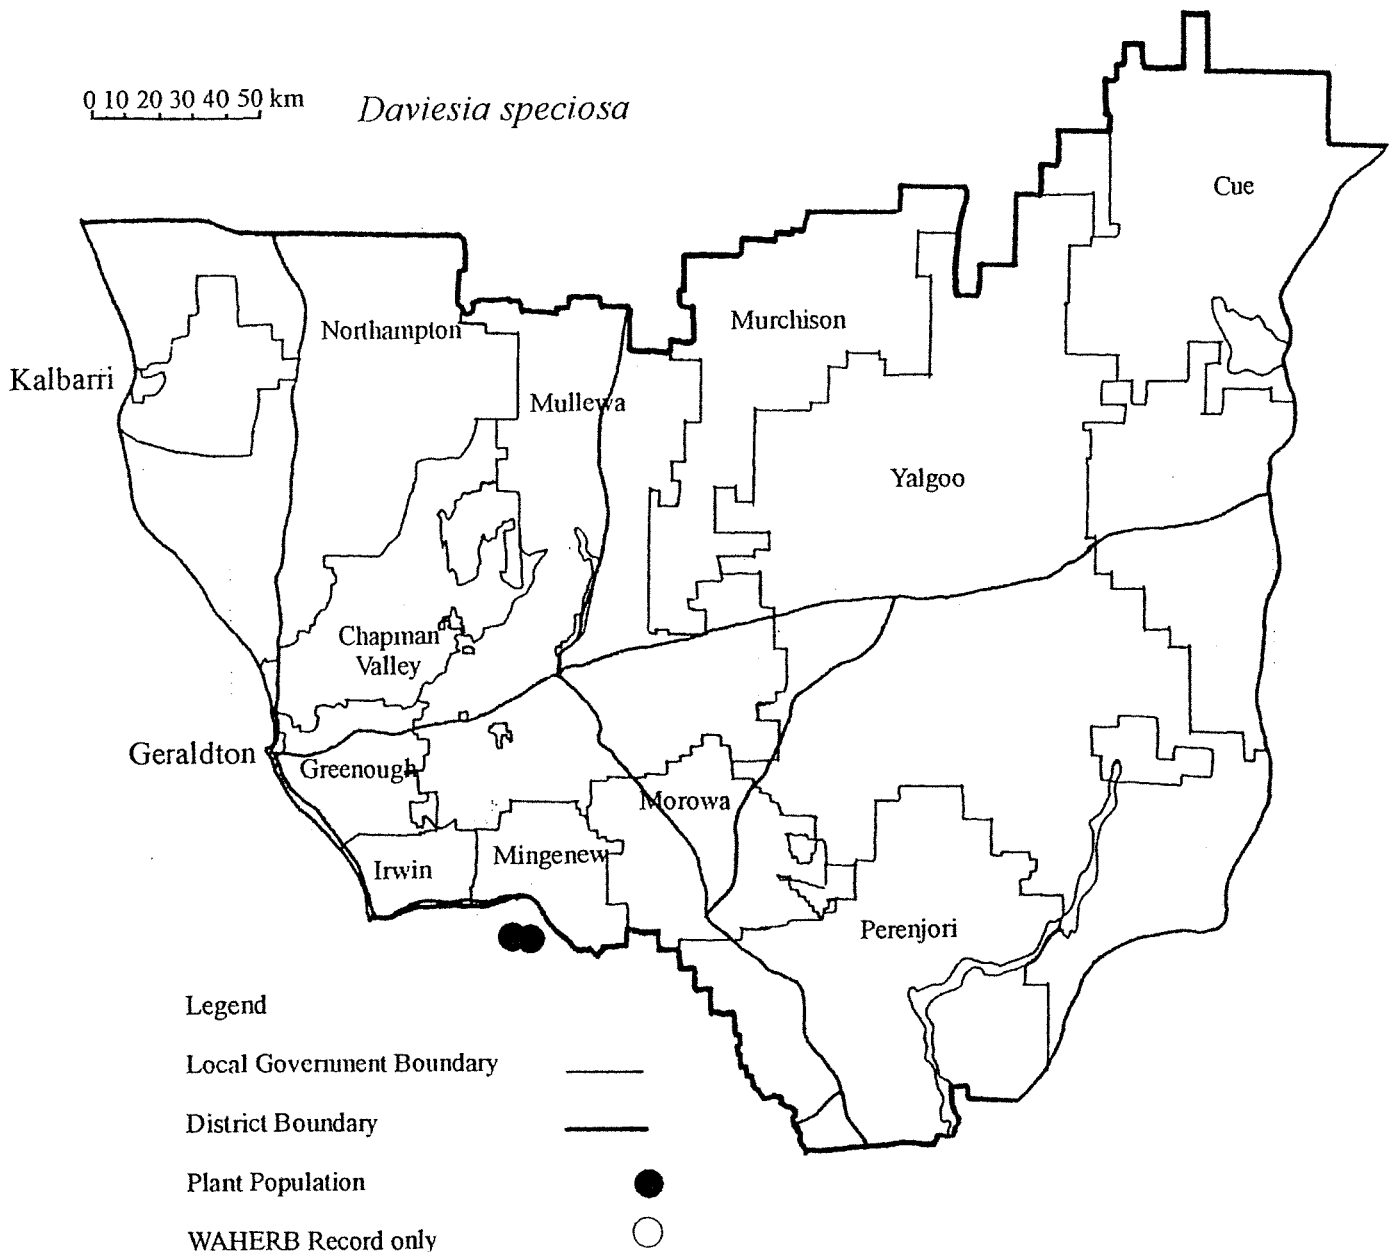 0 10 20 30 40 50 km
Daviesia speciosa
Cue
Northampton
Murchison
Kalbarri
Mullewa
Yalgoo
Chapman
Valley
Geraldton
Greenough
Morowa
Irwin
Mingenew
Perenjori
Legend
Local Government Boundary
District Boundary
Plant Population
WAHERB Record only